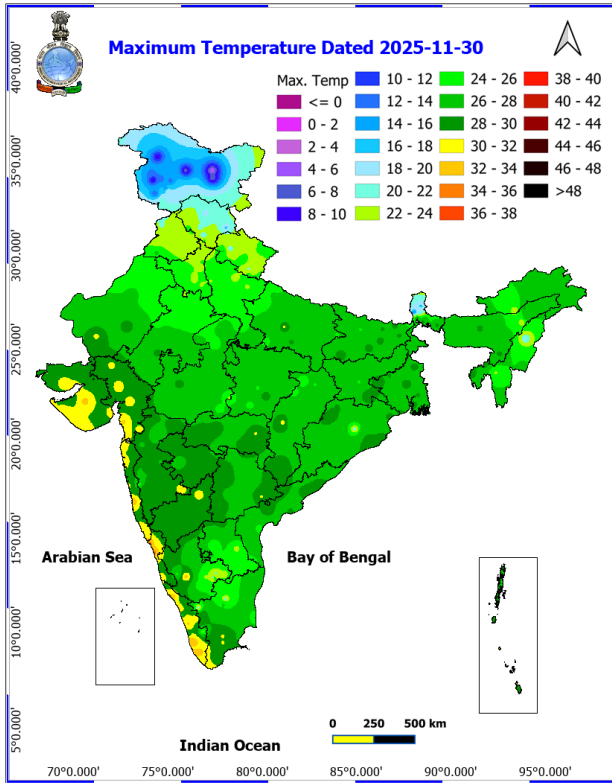 Maximum Temperature Dated 2025-11-30
Max. Temp
<= 0
0 - 2
2 - 4
4 - 6
6 - 8
8 - 10
10 - 12
12 - 14
14 - 16
16 - 18
18 - 20
20 - 22
22 - 24
24 - 26
26 - 28
28 - 30
30 - 32
32 - 34
34 - 36
36 - 38
38 - 40
40 - 42
42 - 44
44 - 46
46 - 48
>48
40°0.000'
35°0.000'
30°0.000'
25°0.000'
20°0.000'
15°0.000'
10°0.000'
5°0.000'
Arabian Sea
Bay of Bengal
Indian Ocean
0 250 500 km
70°0.000' 75°0.000' 80°0.000' 85°0.000' 90°0.000' 95°0.000'